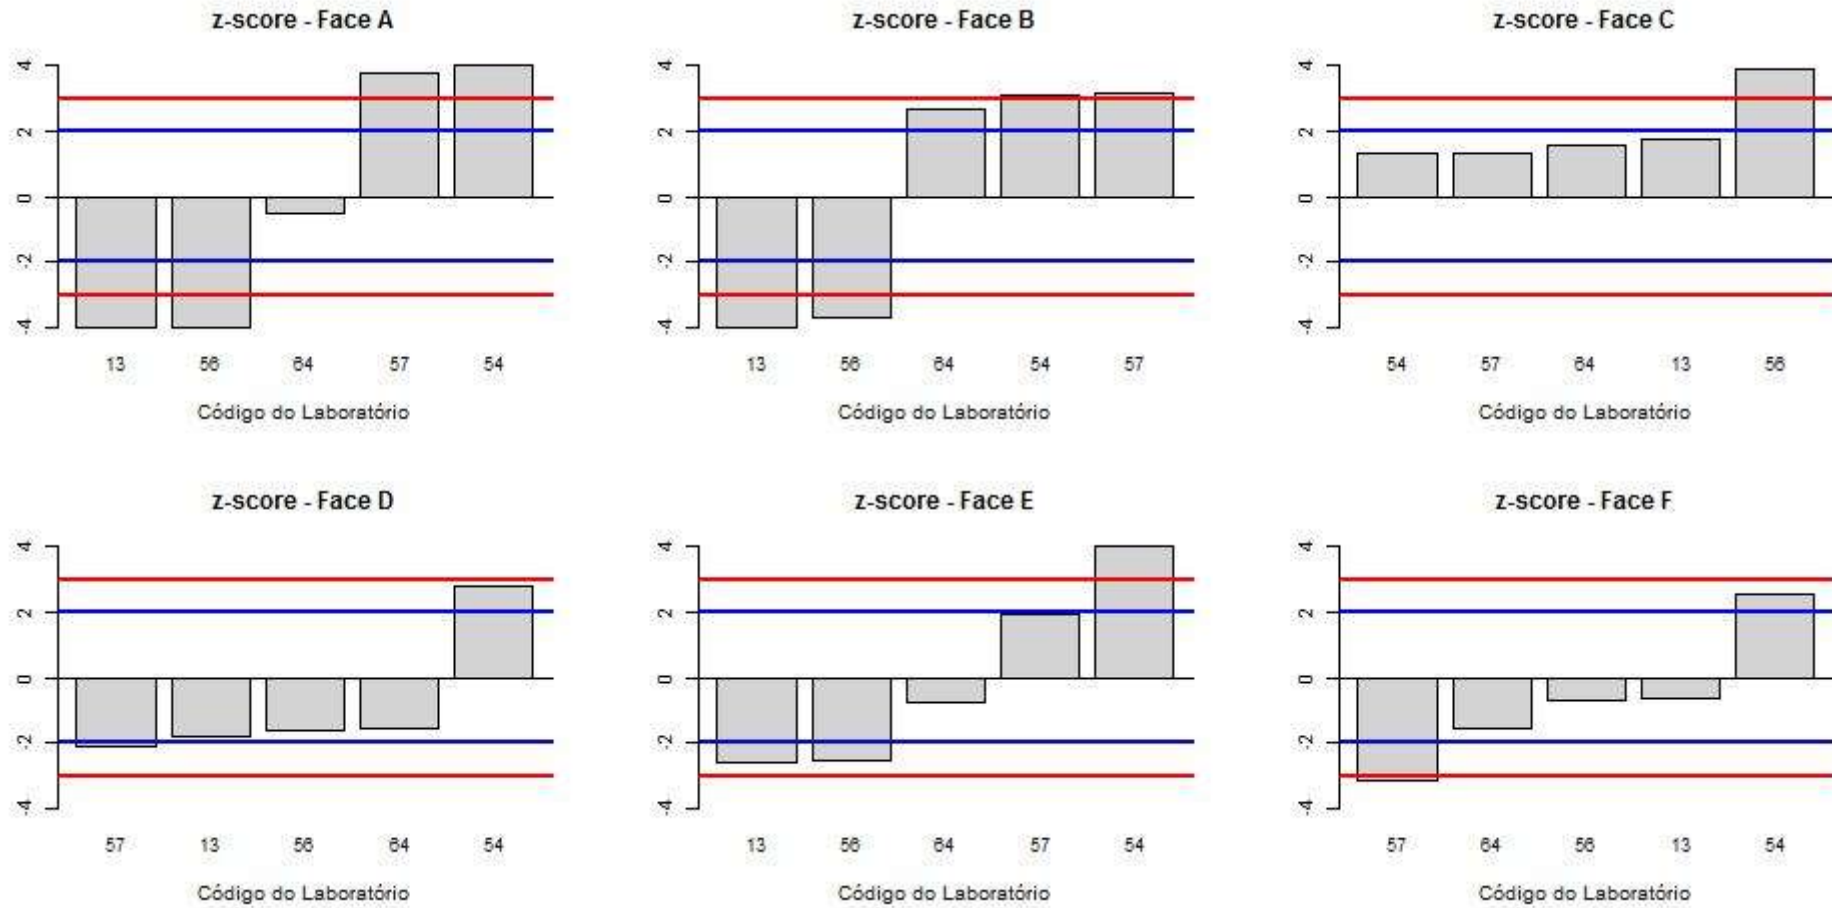 z-score - Face A
4
2
0
-2
-4
13 56 64 57 54
Código do Laboratório
z-score - Face B
4
2
0
-2
-4
13 56 64 54 57
Código do Laboratório
z-score - Face C
4
2
0
-2
-4
54 57 64 13 56
Código do Laboratório
z-score - Face D
4
2
0
-2
-4
57 13 56 64 54
Código do Laboratório
z-score - Face E
4
2
0
-2
-4
13 56 64 57 54
Código do Laboratório
z-score - Face F
4
2
0
-2
-4
57 64 56 13 54
Código do Laboratório